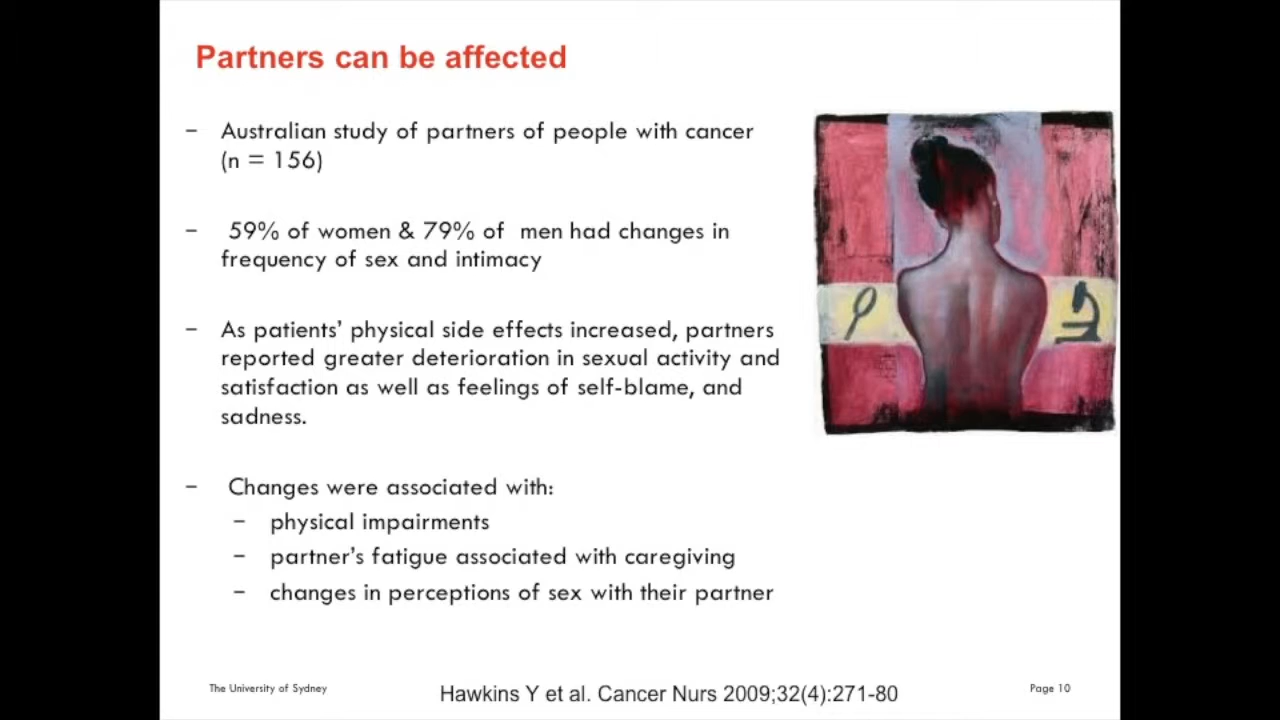 Partners can be affected
– Australian study of partners of people with cancer
(n = 156)
– 59% of women & 79% of men had changes in
frequency of sex and intimacy
– As patients’ physical side effects increased, partners
reported greater deterioration in sexual activity and
satisfaction as well as feelings of self-blame, and
sadness.
– Changes were associated with:
– physical impairments
– partner’s fatigue associated with caregiving
– changes in perceptions of sex with their partner
The University of Sydney
Hawkins Y et al. Cancer Nurs 2009;32(4):271-80
Page 10